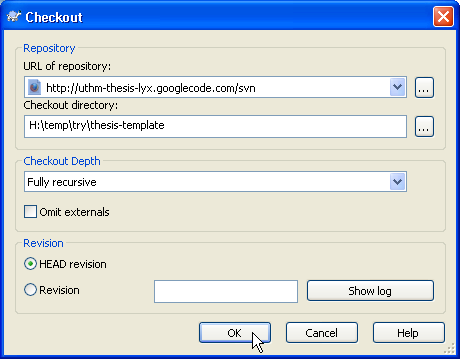 Checkout
Repository
URL of repository:
http://uthm-thesis-lyx.googlecode.com/svn
...
Checkout directory:
H:\temp\try\thesis-template
...
Checkout Depth
Fully recursive
Omit externals
Revision
HEAD revision
Revision
Show log
OK
Cancel
Help